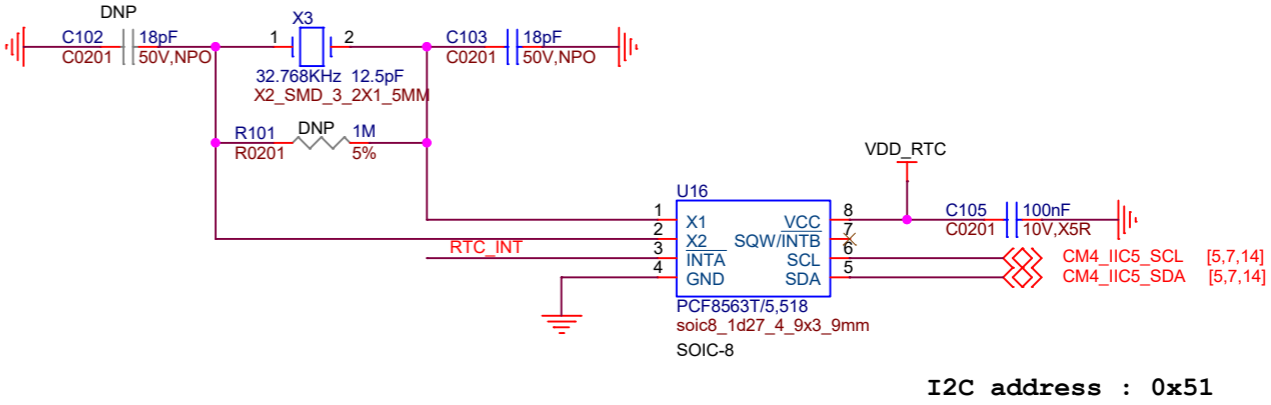 DNP
C102 18pF
C0201 50V,NPO
X3
1 2
32.768KHz 12.5pF
X2_SMD_3_2X1_5MM
C103 18pF
C0201 50V,NPO
DNP
R101 1M
R0201 5%
VDD_RTC
U16
1 X1 VCC 8
2 X2 SQW/INTB 7
RTC_INT 3 INTA SCL 6
4 GND SDA 5
C105 100nF
C0201 10V,X5R
CM4_IIC5_SCL [5,7,14]
CM4_IIC5_SDA [5,7,14]
PCF8563T/5,518
soic8_1d27_4_9x3_9mm
SOIC-8
I2C address : 0x51